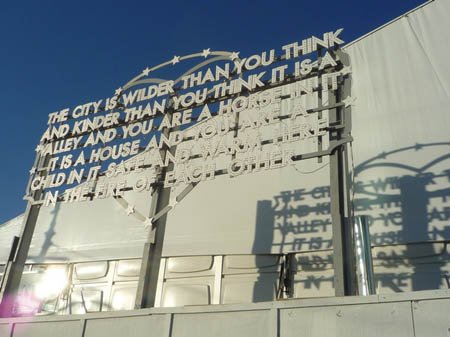 THE CITY IS WILDER THAN YOU THINK
AND KINDER THAN YOU THINK IT IS A
VALLEY AND YOU ARE A HORSE IN IT
IT IS A HOUSE AND YOU ARE A
CHILD IN IT SAFE AND WARM HERE
IN THE FIRE OF EACH OTHER